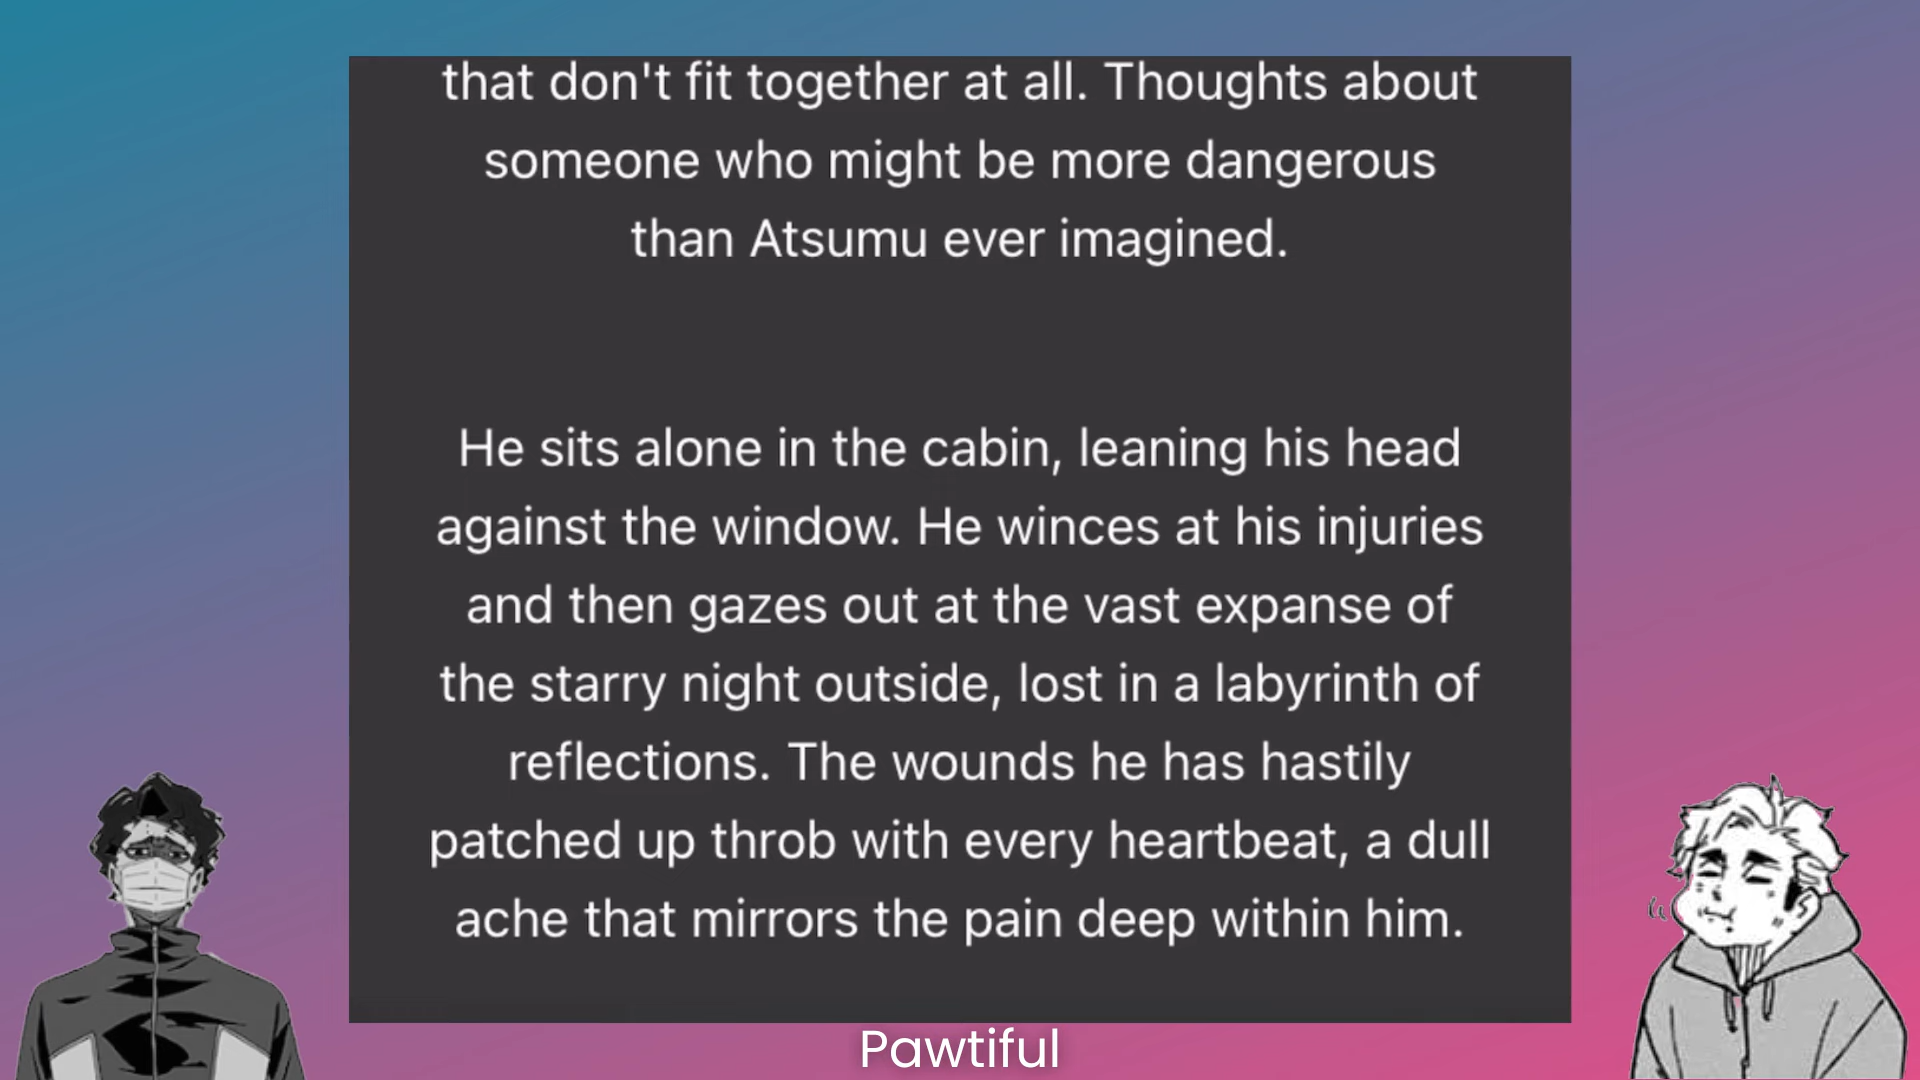 that don't fit together at all. Thoughts about
someone who might be more dangerous
than Atsumu ever imagined.
He sits alone in the cabin, leaning his head
against the window. He winces at his injuries
and then gazes out at the vast expanse of
the starry night outside, lost in a labyrinth of
reflections. The wounds he has hastily
patched up throb with every heartbeat, a dull
ache that mirrors the pain deep within him.
Pawtiful